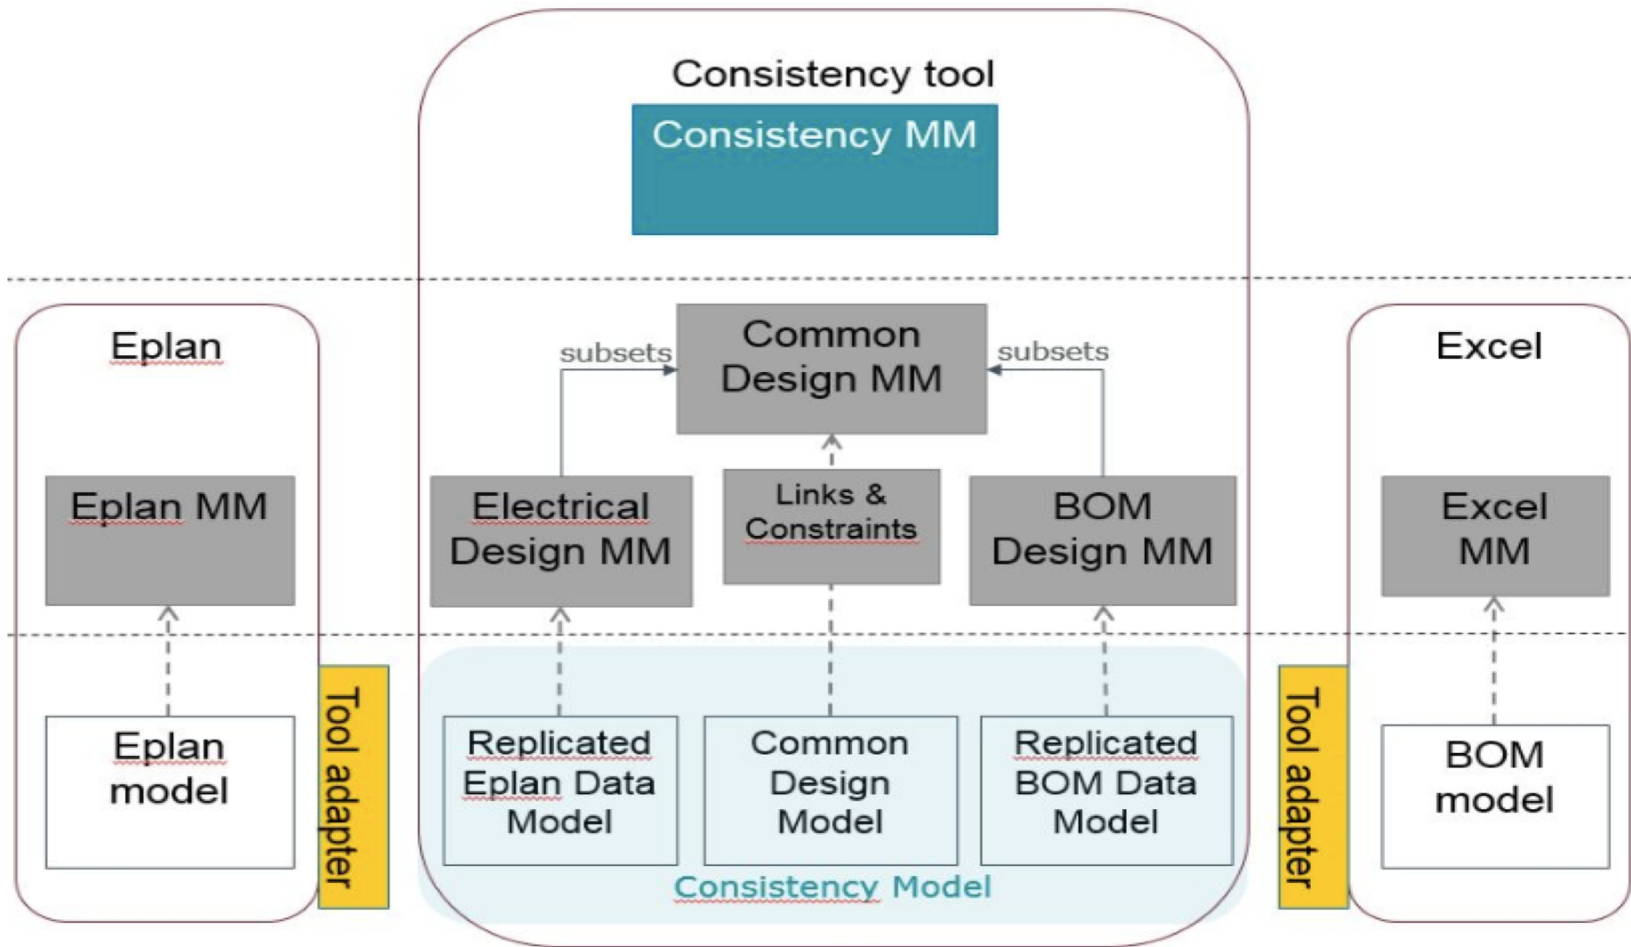 Consistency tool
Consistency MM
Eplan
subsets
Common
Design MM
subsets
Excel
Eplan MM
Electrical
Design MM
Links &
Constraints
BOM
Design MM
Excel
MM
Eplan
model
Tool adapter
Replicated
Eplan Data
Model
Common
Design
Model
Replicated
BOM Data
Model
Tool adapter
BOM
model
Consistency Model